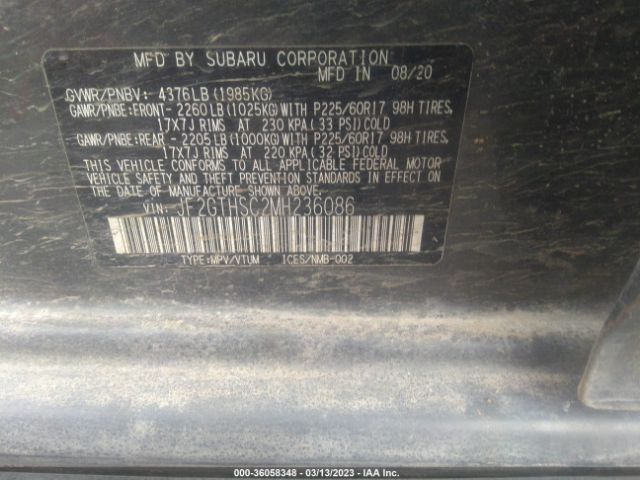 MFD BY SUBARU CORPORATION
MFD IN 08/20
GVWR/PNBV: 4376LB(1985KG)
GAWR/PNBE:FRONT-2260LB(1025KG)WITH P225/60R17 98H TIRES,
17X7J RIMS AT 230 KPA(33 PSI)COLD
GAWR/PNBE:REAR -2205LB(1000KG)WITH P225/60R17 98H TIRES,
17X7J RIMS AT 220 KPA(32 PSI)COLD
THIS VEHICLE CONFORMS TO ALL APPLICABLE FEDERAL MOTOR
VEHICLE SAFETY AND THEFT PREVENTION STANDARDS IN EFFECT
ON THE DATE OF MANUFACTURE SHOWN ABOVE.
VIN: JF2GTHSC2MH236086
TYPE:MPV/VTUM ICES/NMB-002
000-36058348 - 03/13/2023 - IAA Inc.